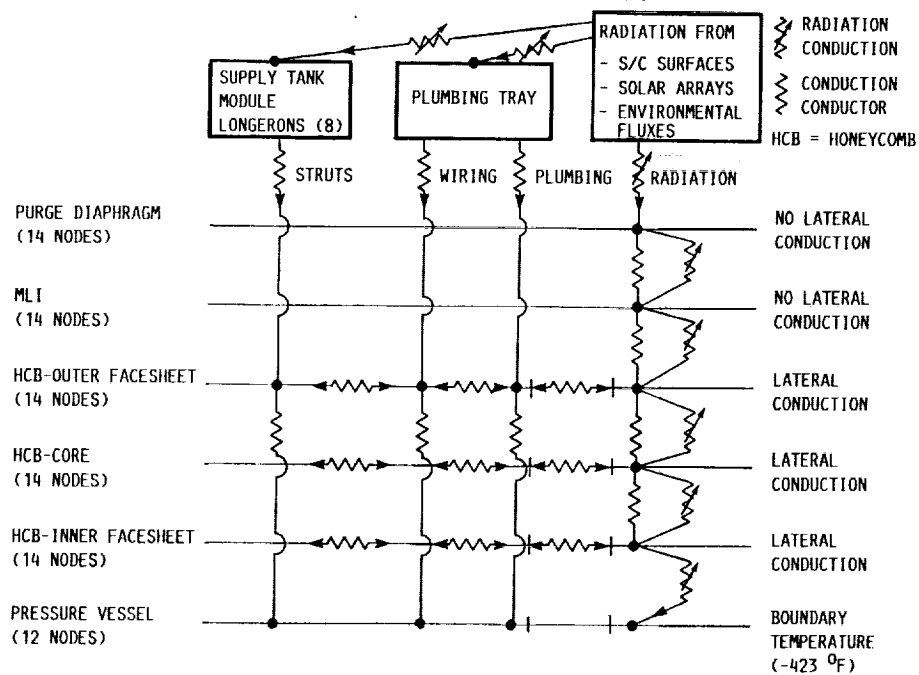 RADIATION FROM
- S/C SURFACES
- SOLAR ARRAYS
- ENVIRONMENTAL
FLUXES
RADIATION
CONDUCTION
CONDUCTION
CONDUCTOR
HCB = HONEYCOMB
SUPPLY TANK
MODULE
LONGERONS (8)
PLUMBING TRAY
STRUTS
WIRING
PLUMBING
RADIATION
PURGE DIAPHRAGM
(14 NODES)
NO LATERAL
CONDUCTION
MLI
(14 NODES)
NO LATERAL
CONDUCTION
HCB-OUTER FACESHEET
(14 NODES)
LATERAL
CONDUCTION
HCB-CORE
(14 NODES)
LATERAL
CONDUCTION
HCB-INNER FACESHEET
(14 NODES)
LATERAL
CONDUCTION
PRESSURE VESSEL
(12 NODES)
BOUNDARY
TEMPERATURE
(-423 ºF)